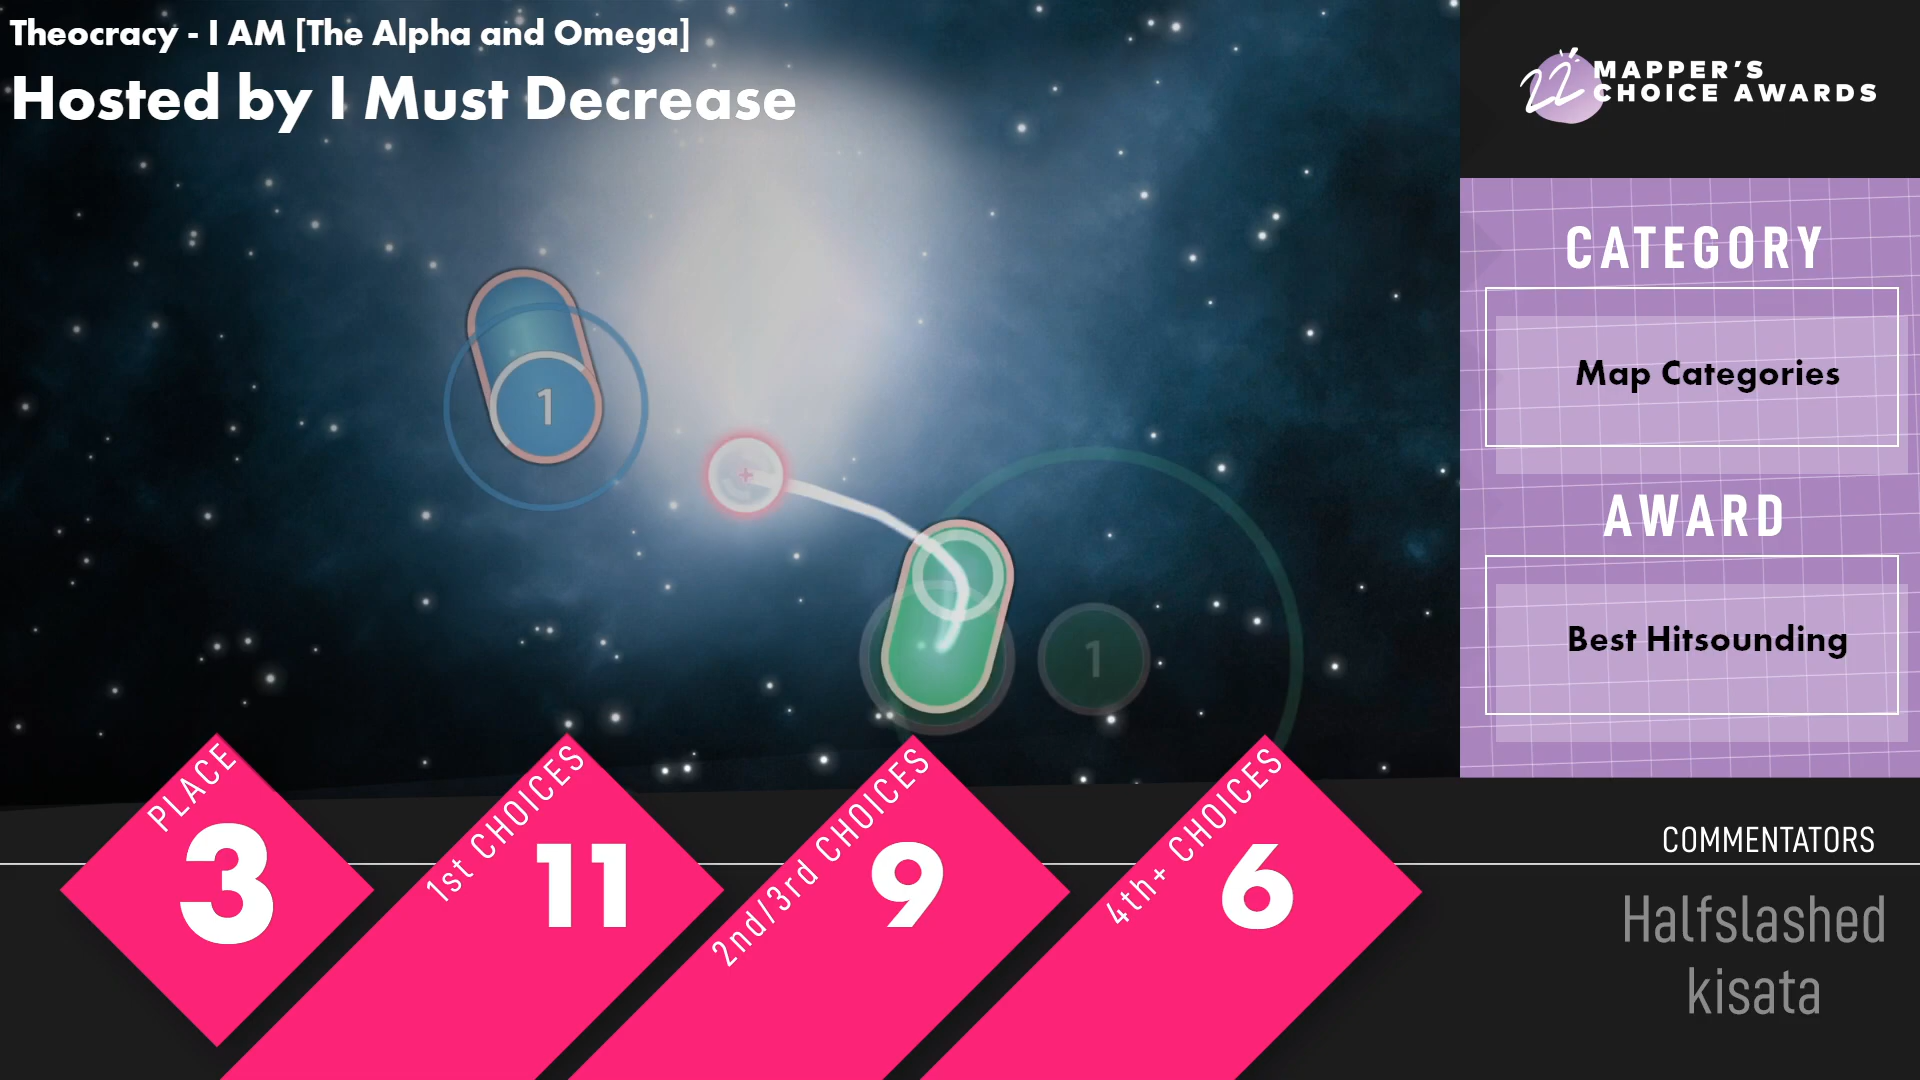 Theocracy - I AM [The Alpha and Omega]
Hosted by I Must Decrease
22 MAPPER'S
CHOICE AWARDS
CATEGORY
Map Categories
AWARD
Best Hitsounding
1
1
PLACE
3
1st CHOICES
11
2nd/3rd CHOICES
9
4th+ CHOICES
6
COMMENTATORS
Halfslashed
kisata